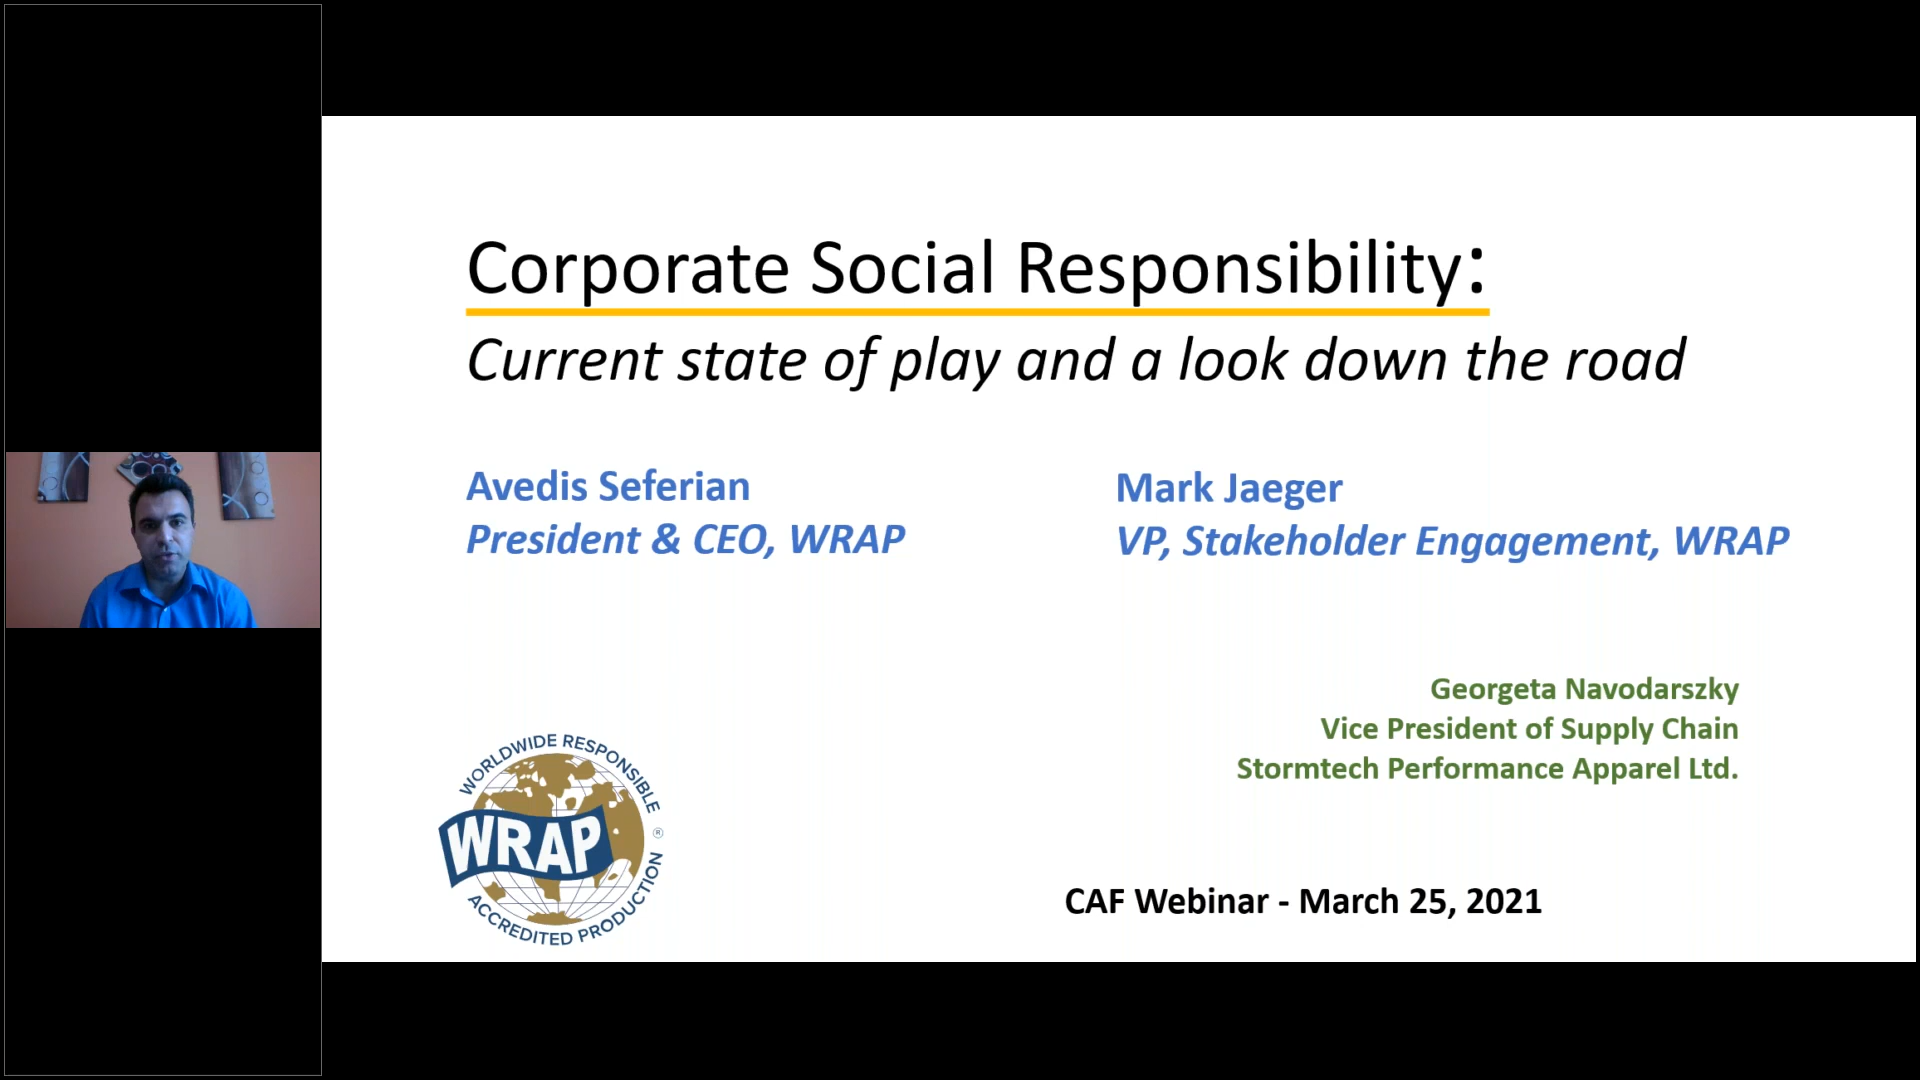 Corporate Social Responsibility:
Current state of play and a look down the road
Avedis Seferian
President & CEO, WRAP
Mark Jaeger
VP, Stakeholder Engagement, WRAP
Georgeta Navodarszky
Vice President of Supply Chain
Stormtech Performance Apparel Ltd.
WORLDWIDE RESPONSIBLE
WRAP
®
ACCREDITED PRODUCTION
CAF Webinar - March 25, 2021